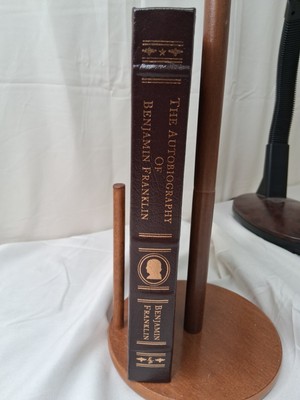 THE AUTOBIOGRAPHY
OF
BENJAMIN FRANKLIN
BENJAMIN
FRANKLIN